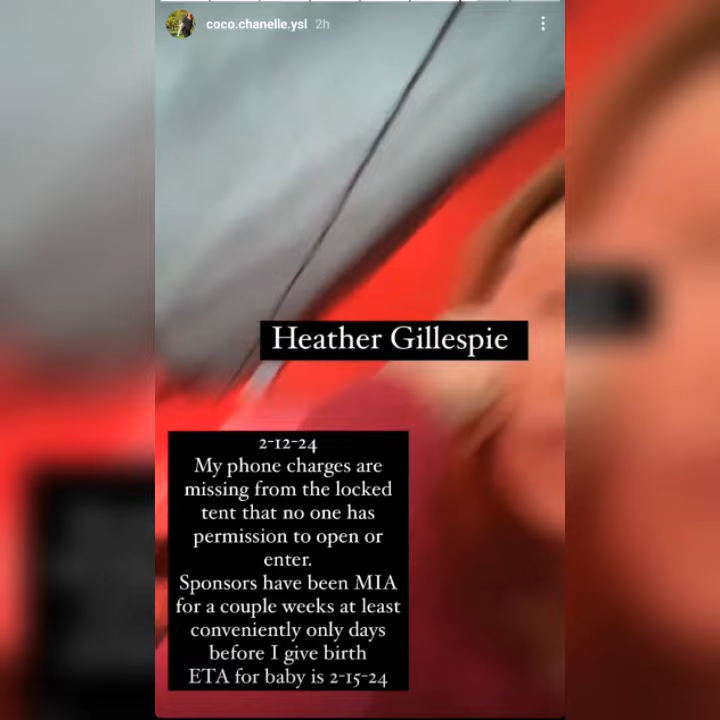 coco.chanelle.ysl 2h
Heather Gillespie
2-12-24
My phone charges are
missing from the locked
tent that no one has
permission to open or
enter.
Sponsors have been MIA
for a couple weeks at least
conveniently only days
before I give birth
ETA for baby is 2-15-24